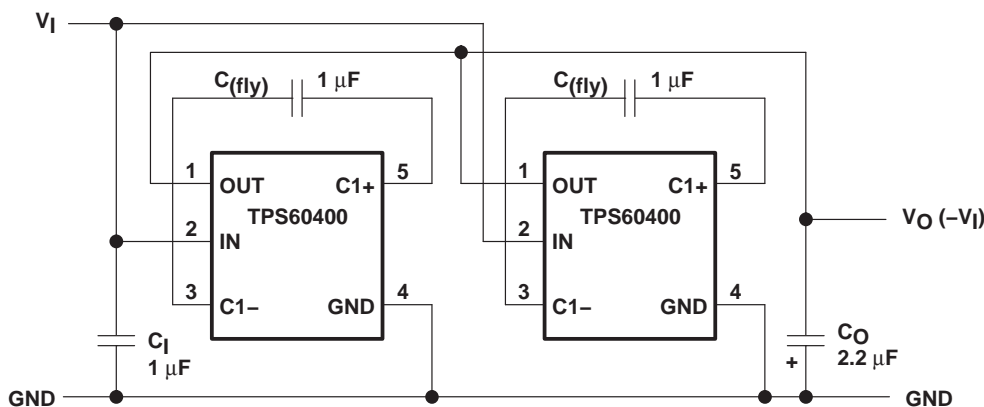 VI
C(fly) 1 μF
C(fly) 1 μF
1 OUT C1+ 5
TPS60400
2 IN
3 C1− GND 4
1 OUT C1+ 5
TPS60400
2 IN
3 C1− GND 4
VO (−VI)
CI
1 μF
CO
+ 2.2 μF
GND
GND